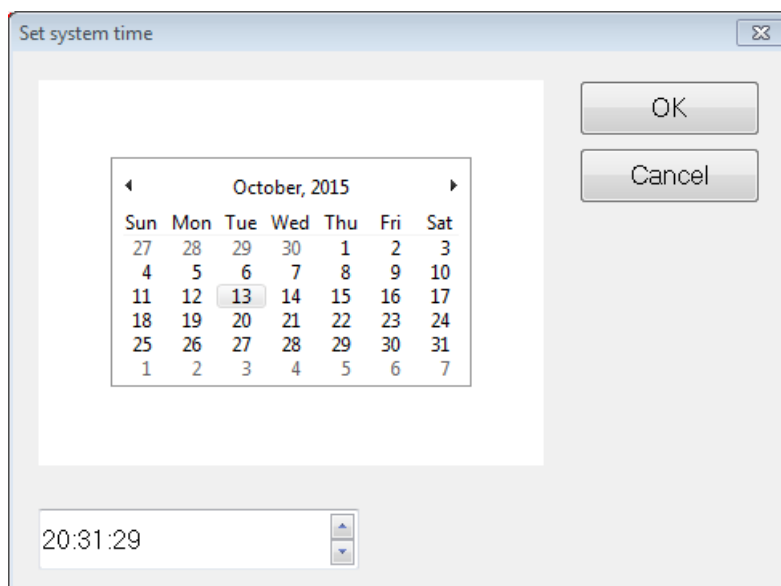 Set system time
OK
Cancel
October, 2015
Sun Mon Tue Wed Thu Fri Sat
27 28 29 30 1 2 3
4 5 6 7 8 9 10
11 12 13 14 15 16 17
18 19 20 21 22 23 24
25 26 27 28 29 30 31
1 2 3 4 5 6 7
20:31:29